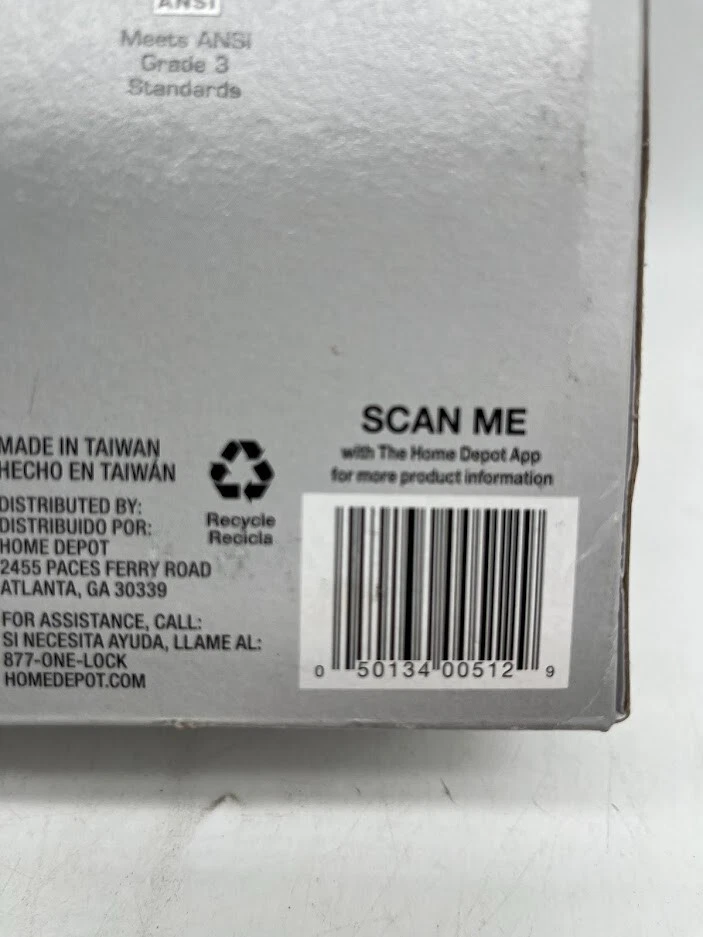 ANSI
Meets ANSI
Grade 3
Standards
MADE IN TAIWAN
HECHO EN TAIWÁN
DISTRIBUTED BY:
DISTRIBUIDO POR:
HOME DEPOT
2455 PACES FERRY ROAD
ATLANTA, GA 30339
FOR ASSISTANCE, CALL:
SI NECESITA AYUDA, LLAME AL:
877-ONE-LOCK
HOMEDEPOT.COM
Recycle
Recicla
SCAN ME
with The Home Depot App
for more product information
0 50134 00512 9